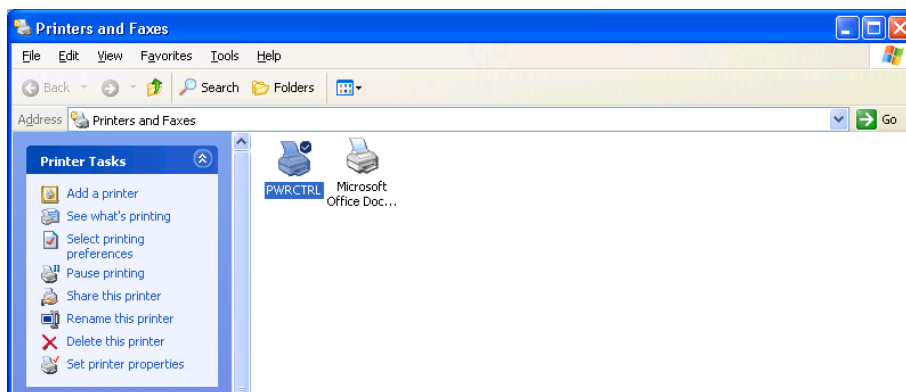 Printers and Faxes
File Edit View Favorites Tools Help
Back Search Folders
Address Printers and Faxes Go
Printer Tasks
Add a printer
See what's printing
Select printing
preferences
Pause printing
Share this printer
Rename this printer
Delete this printer
Set printer properties
PWRCTRL
Microsoft
Office Doc...